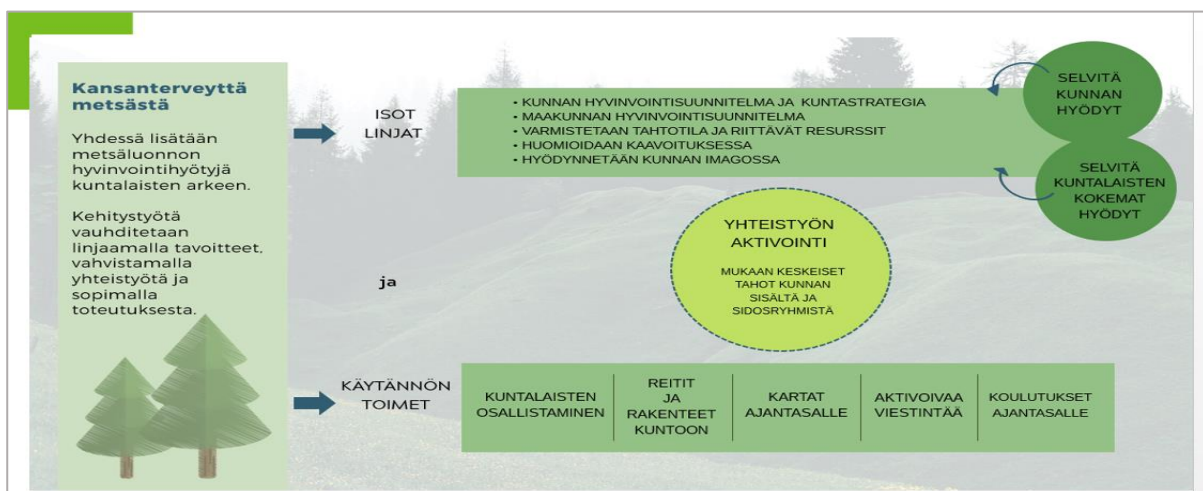 Kansanterveyttä
metsästä
Yhdessä lisätään
metsäluonnon
hyvinvointihyötyjä
kuntalaisten arkeen.
Kehitystyötä
vauhditetaan
linjaamalla tavoitteet,
vahvistamalla
yhteistyötä ja
sopimalla
toteutuksesta.
ISOT
LINJAT
• KUNNAN HYVINVOINTISUUNNITELMA JA KUNTASTRATEGIA
• MAAKUNNAN HYVINVOINTISUUNNITELMA
• VARMISTETAAN TAHTOTILA JA RIITTÄVÄT RESURSSIT
• HUOMIOIDAAN KAAVOITUKSESSA
• HYÖDYNNETÄÄN KUNNAN IMAGOSSA
SELVITÄ
KUNNAN
HYÖDYT
SELVITÄ
KUNTALAISTEN
KOKEMAT
HYÖDYT
ja
YHTEISTYÖN
AKTIVOINTI
MUKAAN KESKEISET
TAHOT KUNNAN
SISÄLTÄ JA
SIDOSRYHMISTÄ
KÄYTÄNNÖN
TOIMET
KUNTALAISTEN
OSALLISTAMINEN
REITIT
JA
RAKENTEET
KUNTOON
KARTAT
AJANTASALLE
AKTIVOIVAA
VIESTINTÄÄ
KOULUTUKSET
AJANTASALLE